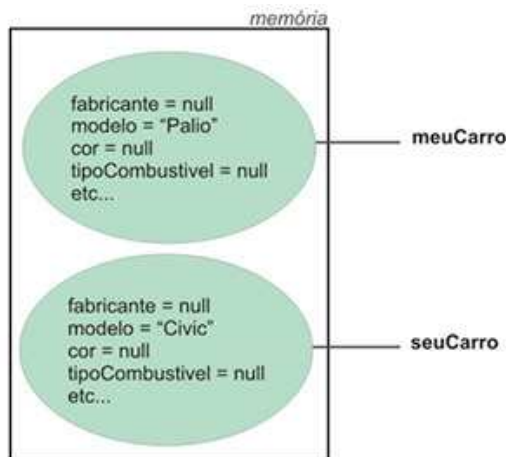 memória
fabricante = null
modelo = “Palio”
cor = null
tipoCombustivel = null
etc...
meuCarro
fabricante = null
modelo = “Civic”
cor = null
tipoCombustivel = null
etc...
seuCarro